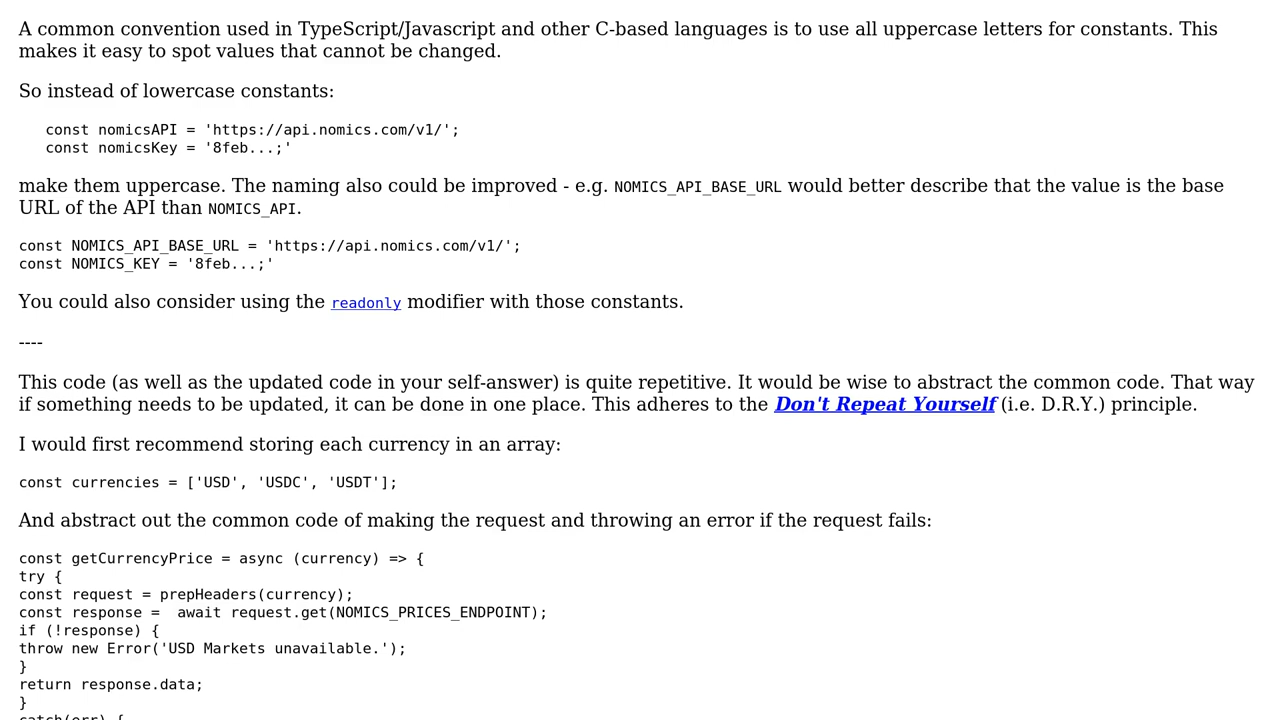 A common convention used in TypeScript/Javascript and other C-based languages is to use all uppercase letters for constants. This
makes it easy to spot values that cannot be changed.
So instead of lowercase constants:
const nomicsAPI = 'https://api.nomics.com/v1/';
const nomicsKey = '8feb...;'
make them uppercase. The naming also could be improved - e.g. NOMICS_API_BASE_URL would better describe that the value is the base
URL of the API than NOMICS_API.
const NOMICS_API_BASE_URL = 'https://api.nomics.com/v1/';
const NOMICS_KEY = '8feb...;'
You could also consider using the readonly modifier with those constants.
----
This code (as well as the updated code in your self-answer) is quite repetitive. It would be wise to abstract the common code. That way
if something needs to be updated, it can be done in one place. This adheres to the Don't Repeat Yourself (i.e. D.R.Y.) principle.
I would first recommend storing each currency in an array:
const currencies = ['USD', 'USDC', 'USDT'];
And abstract out the common code of making the request and throwing an error if the request fails:
const getCurrencyPrice = async (currency) => {
try {
const request = prepHeaders(currency);
const response =  await request.get(NOMICS_PRICES_ENDPOINT);
if (!response) {
throw new Error('USD Markets unavailable.');
}
return response.data;
}
catch(err) {